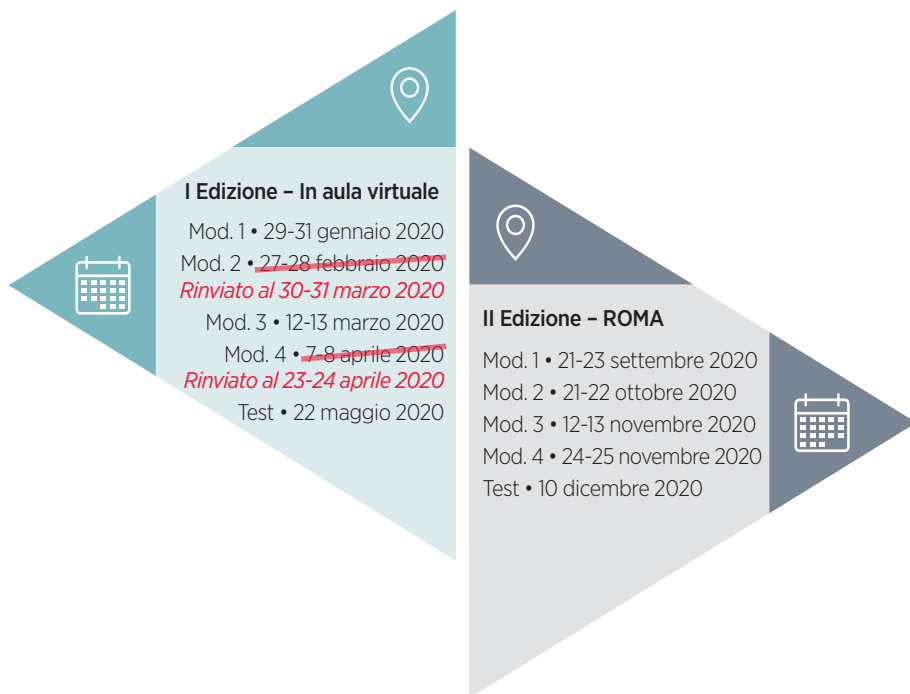 I Edizione – In aula virtuale
Mod. 1 • 29-31 gennaio 2020
Mod. 2 • 27-28 febbraio 2020
Rinviato al 30-31 marzo 2020
Mod. 3 • 12-13 marzo 2020
Mod. 4 • 7-8 aprile 2020
Rinviato al 23-24 aprile 2020
Test • 22 maggio 2020
II Edizione – ROMA
Mod. 1 • 21-23 settembre 2020
Mod. 2 • 21-22 ottobre 2020
Mod. 3 • 12-13 novembre 2020
Mod. 4 • 24-25 novembre 2020
Test • 10 dicembre 2020